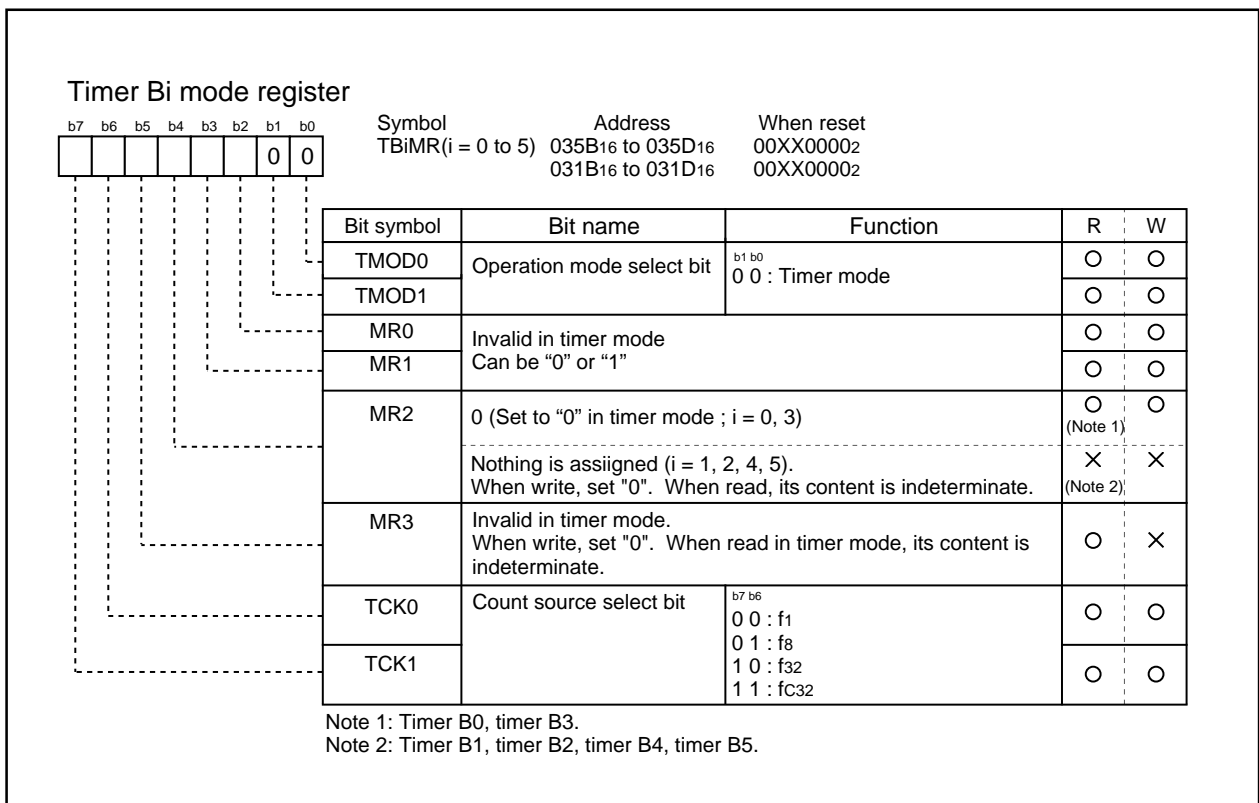 Timer Bi mode register
b7 b6 b5 b4 b3 b2 b1 b0
0 0
Symbol Address When reset
TBiMR(i = 0 to 5) 035B16 to 035D16 00XX00002
031B16 to 031D16 00XX00002
Bit symbol Bit name Function R W
TMOD0 Operation mode select bit b1 b0
0 0 : Timer mode
TMOD1
MR0 Invalid in timer mode
MR1 Can be “0” or “1”
MR2 0 (Set to “0” in timer mode ; i = 0, 3) (Note 1)
Nothing is assiigned (i = 1, 2, 4, 5).
When write, set "0". When read, its content is indeterminate. (Note 2)
MR3 Invalid in timer mode.
When write, set "0". When read in timer mode, its content is
indeterminate.
TCK0 Count source select bit b7 b6
0 0 : f1
0 1 : f8
TCK1 1 0 : f32
1 1 : fC32
Note 1: Timer B0, timer B3.
Note 2: Timer B1, timer B2, timer B4, timer B5.